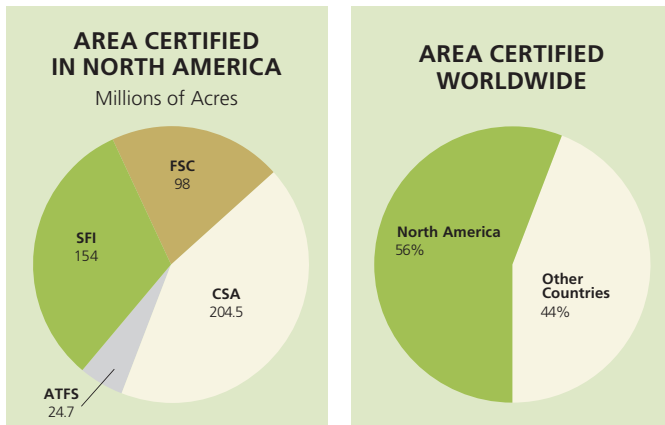 AREA CERTIFIED
IN NORTH AMERICA
Millions of Acres
FSC
98
SFI
154
CSA
204.5
ATFS
24.7
AREA CERTIFIED
WORLDWIDE
North America
56%
Other
Countries
44%